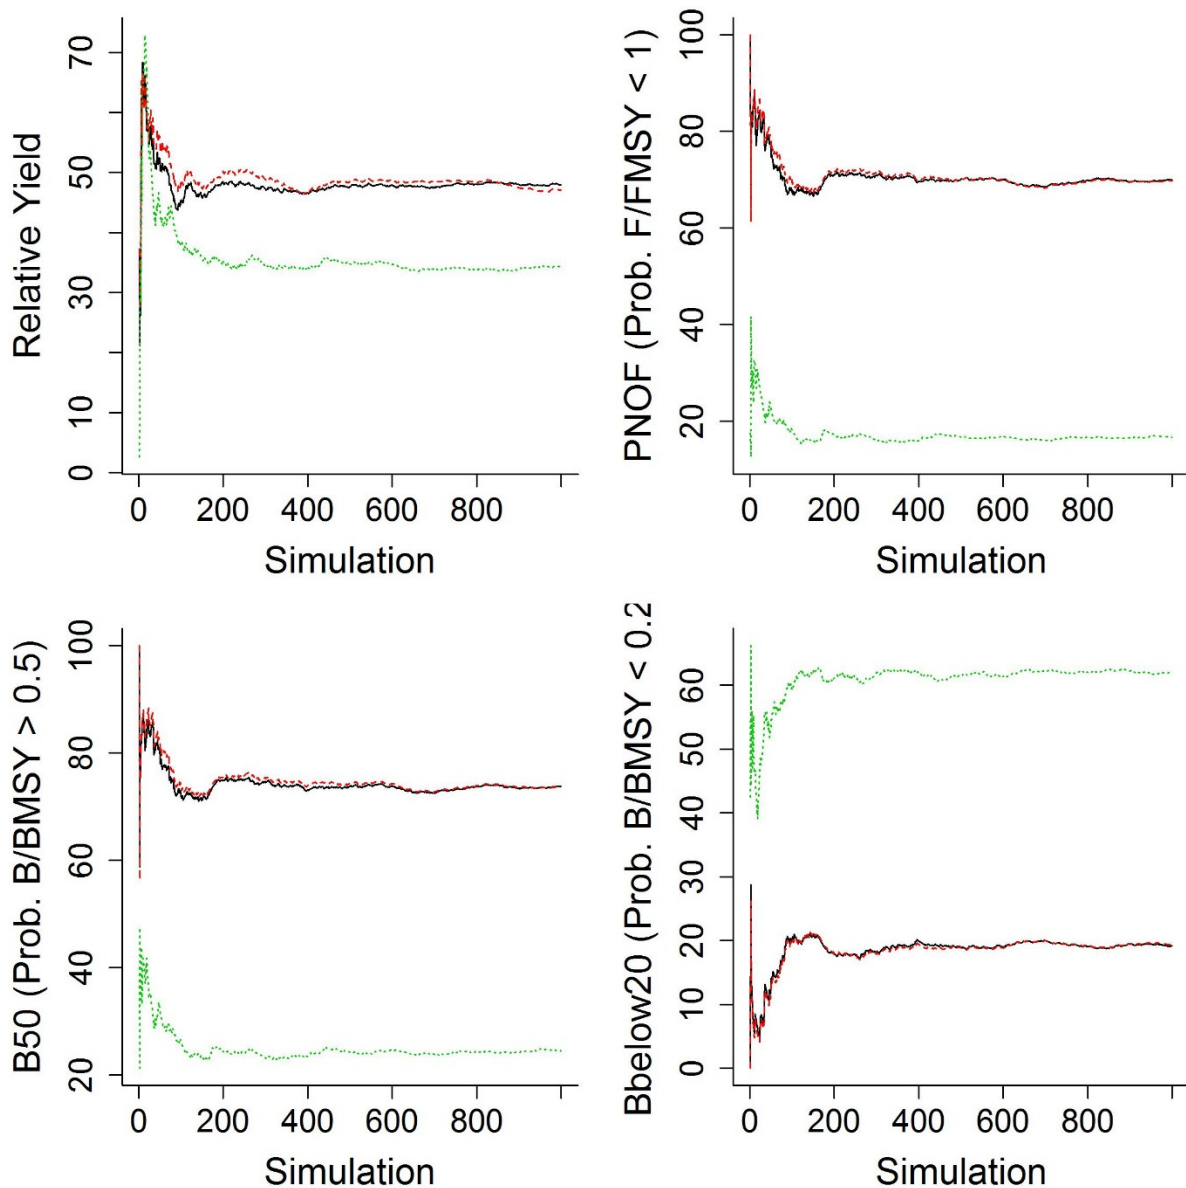 Relative Yield
70
50
30
10
0
0 200 400 600 800
Simulation
PNOF (Prob. F/FMSY < 1)
100
80
60
40
20
0 200 400 600 800
Simulation
B50 (Prob. B/BMSY > 0.5)
100
80
60
40
20
0 200 400 600 800
Simulation
Bbelow20 (Prob. B/BMSY < 0.2
60
50
40
30
20
10
0
0 200 400 600 800
Simulation